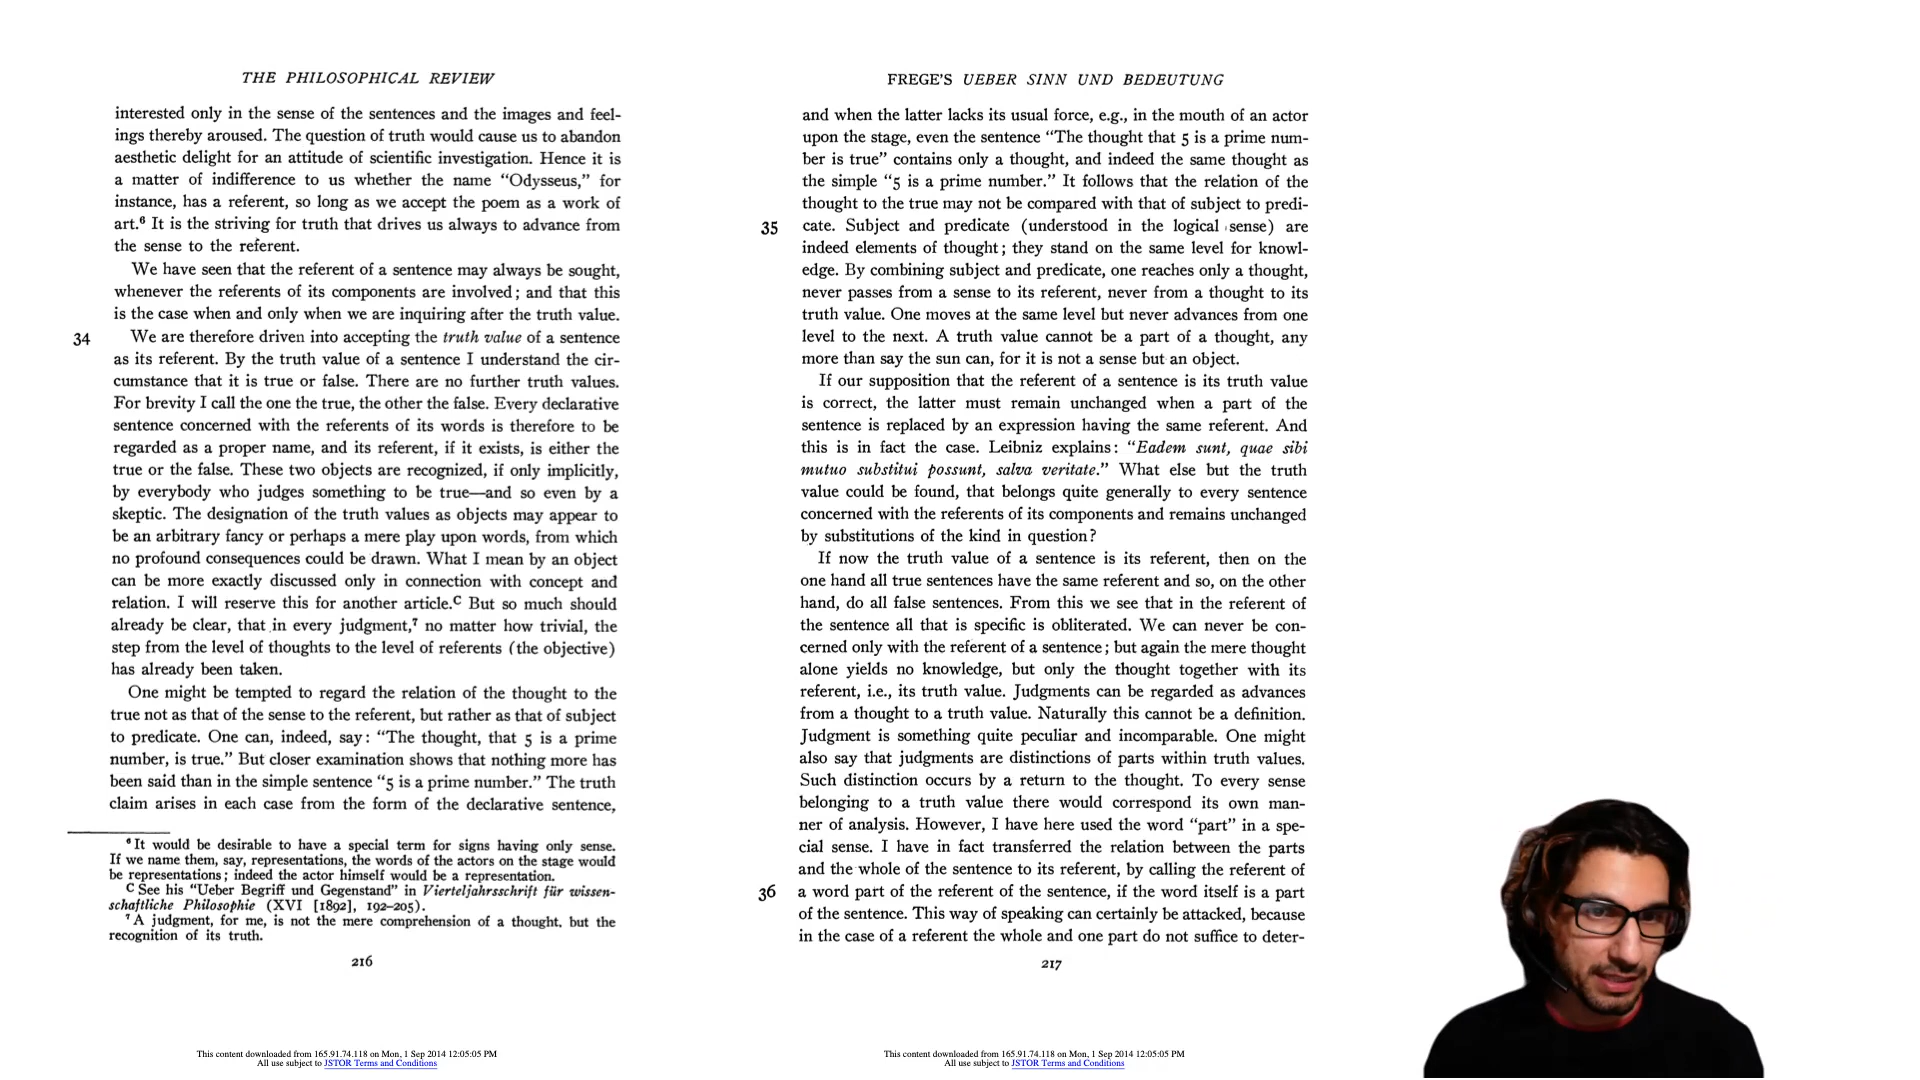 THE PHILOSOPHICAL REVIEW
interested only in the sense of the sentences and the images and feel-
ings thereby aroused. The question of truth would cause us to abandon
aesthetic delight for an attitude of scientific investigation. Hence it is
a matter of indifference to us whether the name “Odysseus,” for
instance, has a referent, so long as we accept the poem as a work of
art.⁶ It is the striving for truth that drives us always to advance from
the sense to the referent.
We have seen that the referent of a sentence may always be sought,
whenever the referents of its components are involved; and that this
is the case when and only when we are inquiring after the truth value.
34 We are therefore driven into accepting the truth value of a sentence
as its referent. By the truth value of a sentence I understand the cir-
cumstance that it is true or false. There are no further truth values.
For brevity I call the one the true, the other the false. Every declarative
sentence concerned with the referents of its words is therefore to be
regarded as a proper name, and its referent, if it exists, is either the
true or the false. These two objects are recognized, if only implicitly,
by everybody who judges something to be true—and so even by a
skeptic. The designation of the truth values as objects may appear to
be an arbitrary fancy or perhaps a mere play upon words, from which
no profound consequences could be drawn. What I mean by an object
can be more exactly discussed only in connection with concept and
relation. I will reserve this for another article.ᶜ But so much should
already be clear, that in every judgment,⁷ no matter how trivial, the
step from the level of thoughts to the level of referents (the objective)
has already been taken.
One might be tempted to regard the relation of the thought to the
true not as that of the sense to the referent, but rather as that of subject
to predicate. One can, indeed, say: “The thought, that 5 is a prime
number, is true.” But closer examination shows that nothing more has
been said than in the simple sentence “5 is a prime number.” The truth
claim arises in each case from the form of the declarative sentence,
⁶ It would be desirable to have a special term for signs having only sense.
If we name them, say, representations, the words of the actors on the stage would
be representations; indeed the actor himself would be a representation.
C See his “Ueber Begriff und Gegenstand” in Vierteljahrsschrift für wissen-
schaftliche Philosophie (XVI [1892], 192–205).
⁷ A judgment, for me, is not the mere comprehension of a thought, but the
recognition of its truth.
216
This content downloaded from 165.91.74.118 on Mon, 1 Sep 2014 12:05:05 PM
All use subject to JSTOR Terms and Conditions
FREGE'S UEBER SINN UND BEDEUTUNG
and when the latter lacks its usual force, e.g., in the mouth of an actor
upon the stage, even the sentence “The thought that 5 is a prime num-
ber is true” contains only a thought, and indeed the same thought as
the simple “5 is a prime number.” It follows that the relation of the
thought to the true may not be compared with that of subject to predi-
35 cate. Subject and predicate (understood in the logical sense) are
indeed elements of thought; they stand on the same level for knowl-
edge. By combining subject and predicate, one reaches only a thought,
never passes from a sense to its referent, never from a thought to its
truth value. One moves at the same level but never advances from one
level to the next. A truth value cannot be a part of a thought, any
more than say the sun can, for it is not a sense but an object.
If our supposition that the referent of a sentence is its truth value
is correct, the latter must remain unchanged when a part of the
sentence is replaced by an expression having the same referent. And
this is in fact the case. Leibniz explains: “Eadem sunt, quae sibi
mutuo substitui possunt, salva veritate.” What else but the truth
value could be found, that belongs quite generally to every sentence
concerned with the referents of its components and remains unchanged
by substitutions of the kind in question?
If now the truth value of a sentence is its referent, then on the
one hand all true sentences have the same referent and so, on the other
hand, do all false sentences. From this we see that in the referent of
the sentence all that is specific is obliterated. We can never be con-
cerned only with the referent of a sentence; but again the mere thought
alone yields no knowledge, but only the thought together with its
referent, i.e., its truth value. Judgments can be regarded as advances
from a thought to a truth value. Naturally this cannot be a definition.
Judgment is something quite peculiar and incomparable. One might
also say that judgments are distinctions of parts within truth values.
Such distinction occurs by a return to the thought. To every sense
belonging to a truth value there would correspond its own man-
ner of analysis. However, I have here used the word “part” in a spe-
cial sense. I have in fact transferred the relation between the parts
and the whole of the sentence to its referent, by calling the referent of
36 a word part of the referent of the sentence, if the word itself is a part
of the sentence. This way of speaking can certainly be attacked, because
in the case of a referent the whole and one part do not suffice to deter-
217
This content downloaded from 165.91.74.118 on Mon, 1 Sep 2014 12:05:05 PM
All use subject to JSTOR Terms and Conditions